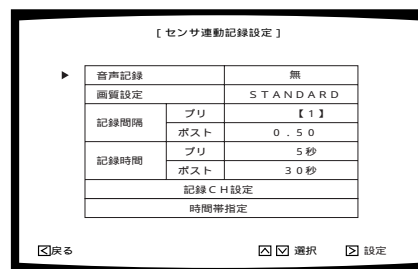 [ センサ連動記録設定 ]
▶ 音声記録 無
画質設定 ＳＴＡＮＤＡＲＤ
記録間隔 プリ 【１】
ポスト ０．５０
記録時間 プリ ５秒
ポスト ３０秒
記録ＣＨ設定
時間帯指定
戻る 選択 設定